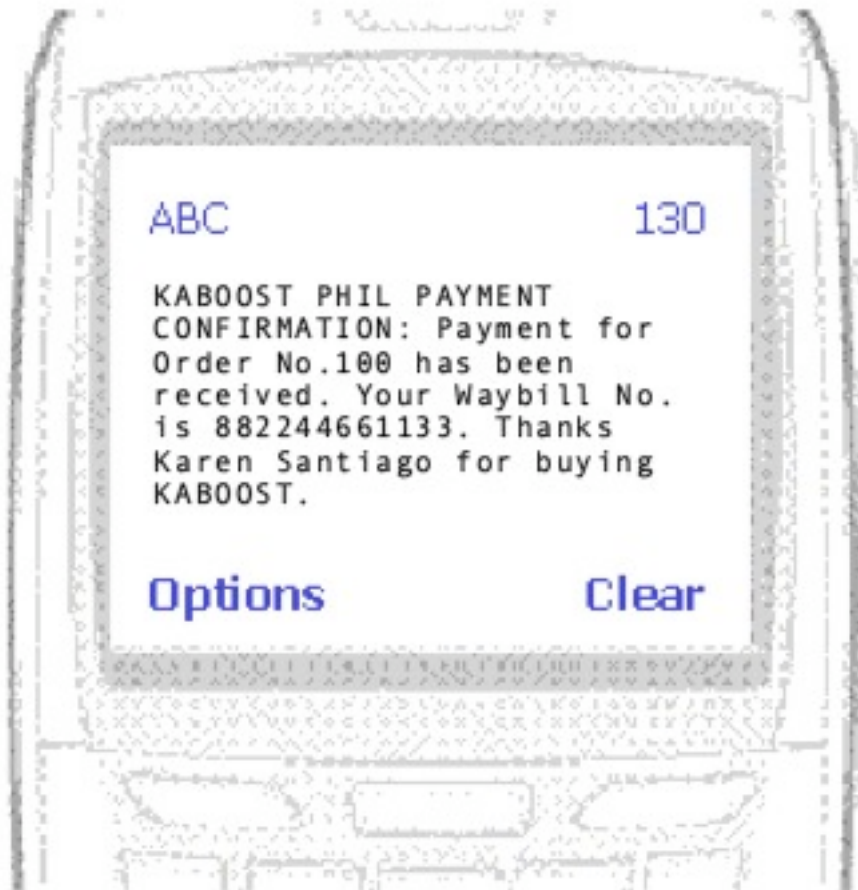 ABC 130
KABOOST PHIL PAYMENT
CONFIRMATION: Payment for
Order No.100 has been
received. Your Waybill No.
is 882244661133. Thanks
Karen Santiago for buying
KABOOST.
Options Clear